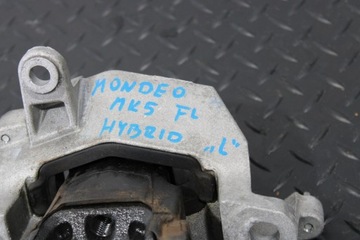 MONDEO
MK5 FL
HYBRID „L"